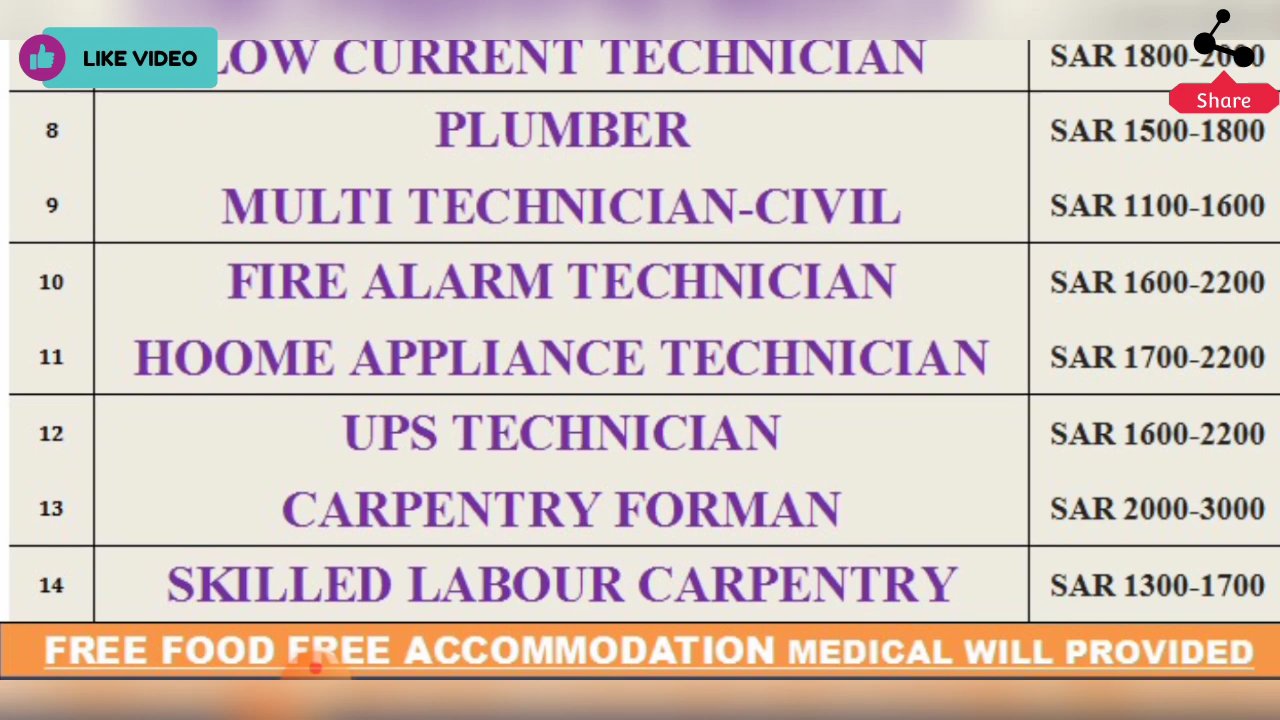 LIKE VIDEO
LOW CURRENT TECHNICIAN SAR 1800-2000
Share
8 PLUMBER SAR 1500-1800
9 MULTI TECHNICIAN-CIVIL SAR 1100-1600
10 FIRE ALARM TECHNICIAN SAR 1600-2200
11 HOOME APPLIANCE TECHNICIAN SAR 1700-2200
12 UPS TECHNICIAN SAR 1600-2200
13 CARPENTRY FORMAN SAR 2000-3000
14 SKILLED LABOUR CARPENTRY SAR 1300-1700
FREE FOOD FREE ACCOMMODATION MEDICAL WILL PROVIDED